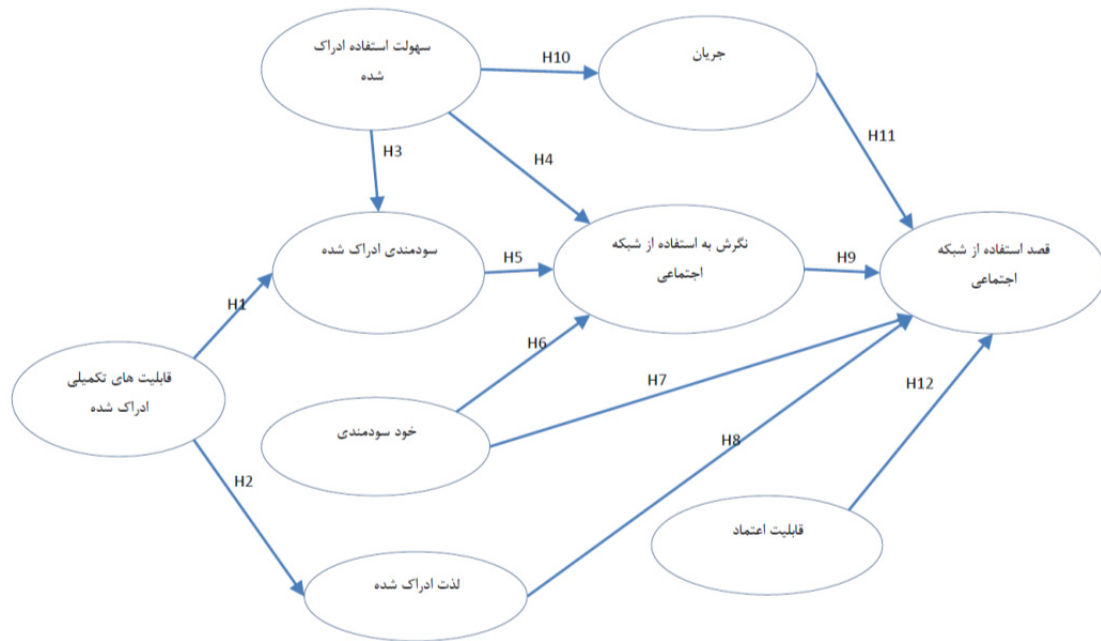 سهولت استفاده ادراک
شده
H10
جریان
H3
H4
H11
سودمندی ادراک شده
H5
نگرش به استفاده از شبکه
اجتماعی
H9
قصد استفاده از شبکه
اجتماعی
H1
H6
قابلیت های تکمیلی
ادراک شده
H7
H12
خود سودمندی
H8
H2
قابلیت اعتماد
لذت ادراک شده